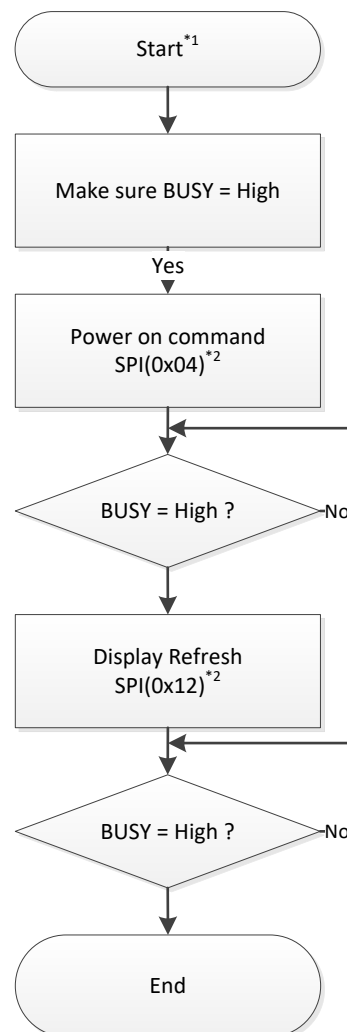 Start*1
Make sure BUSY = High
Yes
Power on command
SPI(0x04)*2
BUSY = High ?
No
Display Refresh
SPI(0x12)*2
BUSY = High ?
No
End